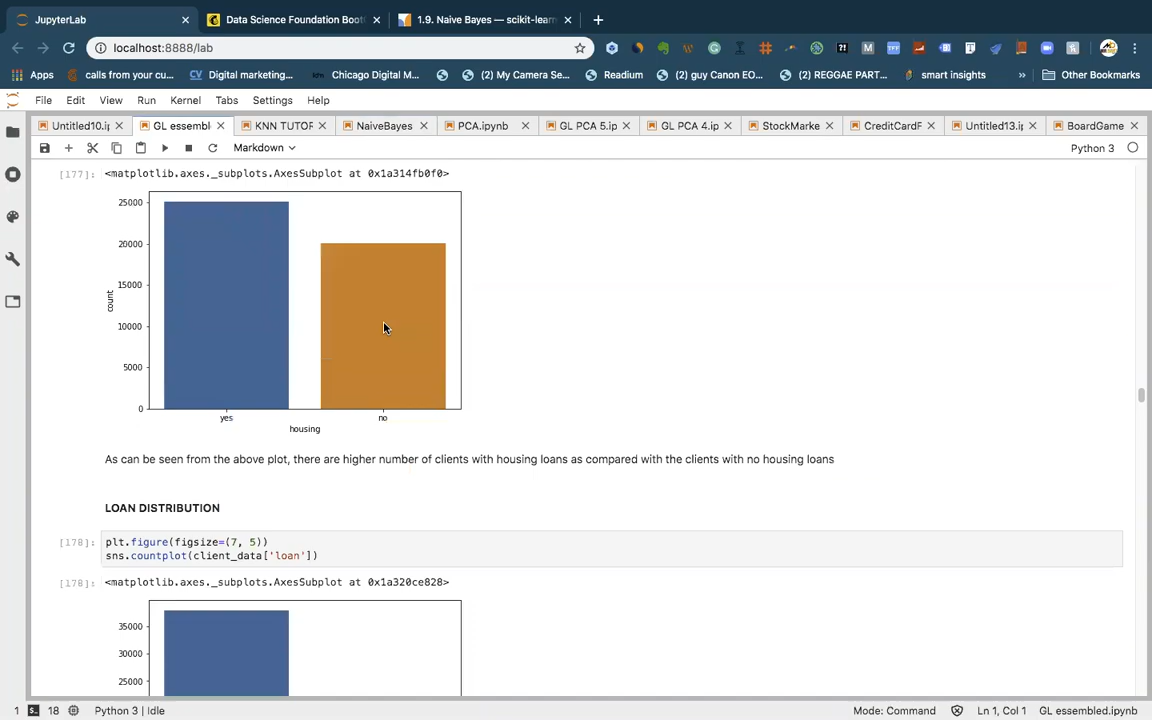 JupyterLab
Data Science Foundation Boot
1.9. Naive Bayes — scikit-learn
localhost:8888/lab
Apps
calls from your cu...
Digital marketing...
Chicago Digital M...
(2) My Camera Se...
Readium
(2) guy Canon EO...
(2) REGGAE PART...
smart insights
»
Other Bookmarks
File Edit View Run Kernel Tabs Settings Help
Untitled10.ip
GL essembl
KNN TUTOF
NaiveBayes
PCA.ipynb
GL PCA 5.ip
GL PCA 4.ip
StockMarke
CreditCardF
Untitled13.ip
BoardGame
Markdown
Python 3
[177]:
<matplotlib.axes._subplots.AxesSubplot at 0x1a314fb0f0>
25000
20000
15000
10000
5000
0
count
yes
no
housing
As can be seen from the above plot, there are higher number of clients with housing loans as compared with the clients with no housing loans
LOAN DISTRIBUTION
[178]:
plt.figure(figsize=(7, 5))
sns.countplot(client_data['loan'])
[178]:
<matplotlib.axes._subplots.AxesSubplot at 0x1a320ce828>
35000
30000
25000
1
18
Python 3 | Idle
Mode: Command
Ln 1, Col 1
GL essembled.ipynb